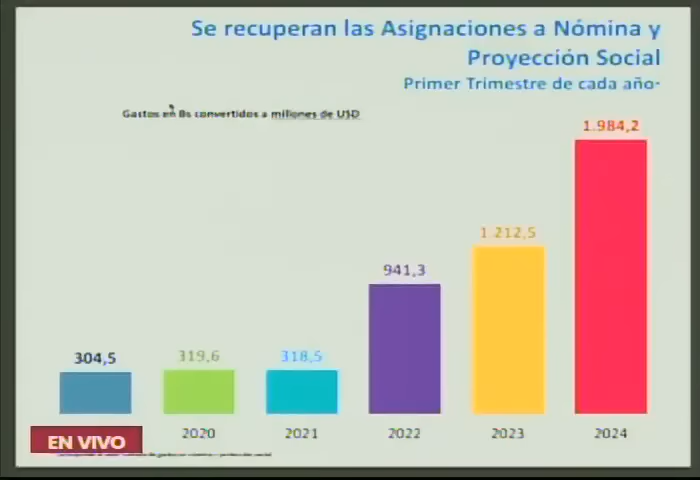 Se recuperan las Asignaciones a Nómina y
Proyección Social
Primer Trimestre de cada año-
Gastos en Bs convertidos a millones de USD
1.984,2
1.212,5
941,3
304,5
319,6
318,5
EN VIVO
2020
2021
2022
2023
2024